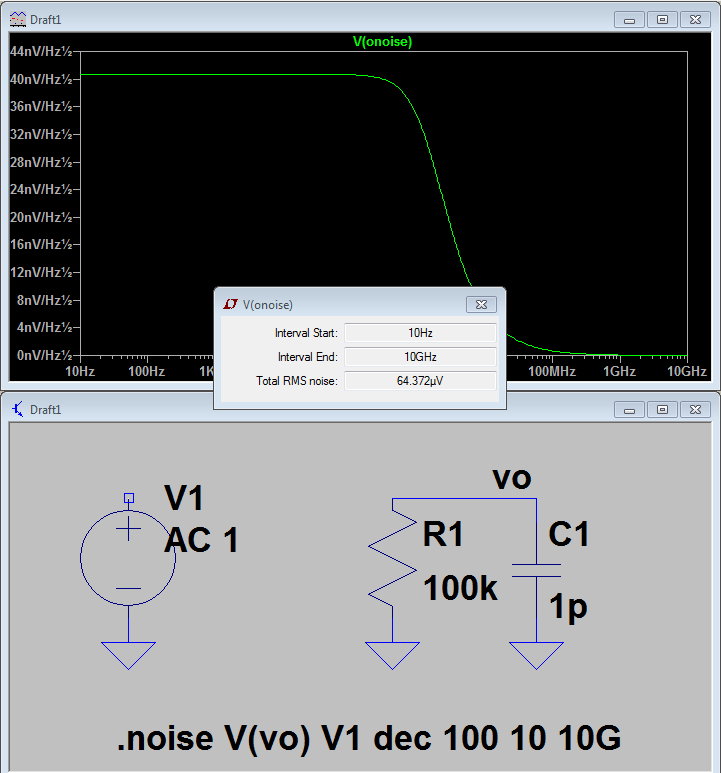 Draft1
V(onoise)
44nV/Hz½
40nV/Hz½
36nV/Hz½
32nV/Hz½
28nV/Hz½
24nV/Hz½
20nV/Hz½
16nV/Hz½
12nV/Hz½
8nV/Hz½
4nV/Hz½
0nV/Hz½
10Hz 100Hz 1K 100MHz 1GHz 10GHz
V(onoise)
Interval Start: 10Hz
Interval End: 10GHz
Total RMS noise: 64.372µV
Draft1
V1
AC 1
vo
R1
100k
C1
1p
.noise V(vo) V1 dec 100 10 10G